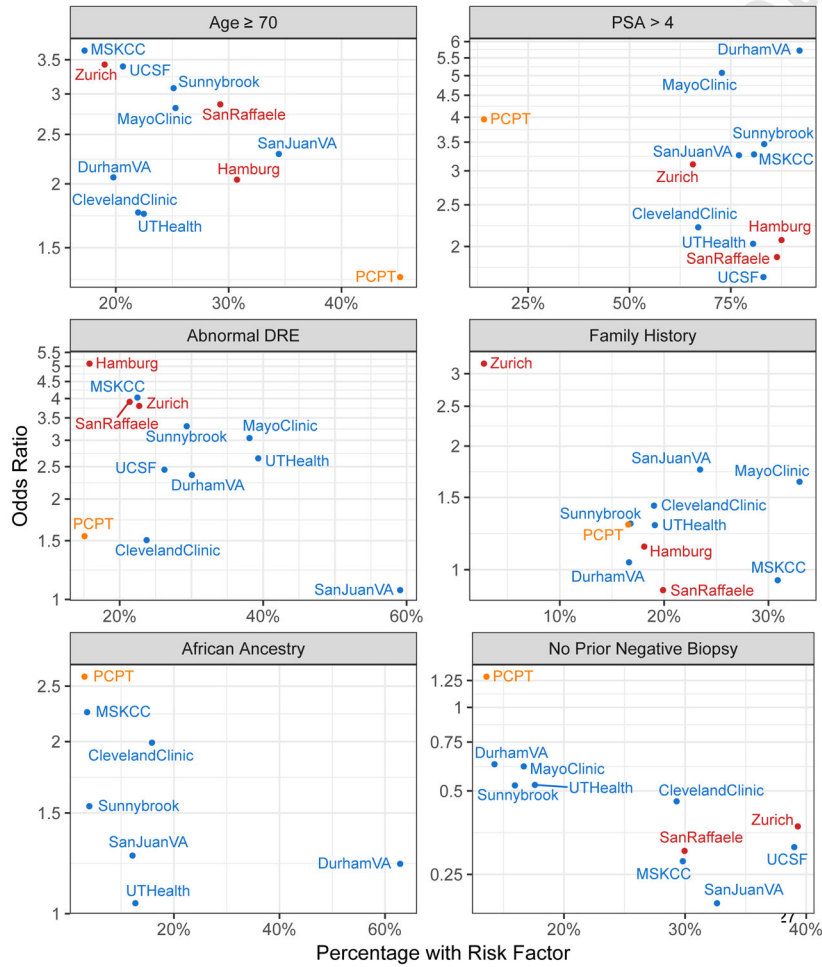 Age ≥ 70
PSA > 4
3.5
3
2.5
2
1.5
MSKCC
Zurich
UCSF
Sunnybrook
MayoClinic
SanRaffaele
SanJuanVA
DurhamVA
Hamburg
ClevelandClinic
UTHealth
PCPT
20%
30%
40%
6
5.5
5
4.5
4
3.5
3
2.5
2
DurhamVA
MayoClinic
PCPT
Sunnybrook
SanJuanVA
MSKCC
Zurich
ClevelandClinic
Hamburg
UTHealth
SanRaffaele
UCSF
25%
50%
75%
Abnormal DRE
Family History
Odds Ratio
5.5
5
4.5
4
3.5
3
2.5
2
1.5
1
Hamburg
MSKCC
Zurich
SanRaffaele
Sunnybrook
MayoClinic
UCSF
UTHealth
DurhamVA
PCPT
ClevelandClinic
SanJuanVA
20%
40%
60%
3
2.5
2
1.5
1
Zurich
SanJuanVA
MayoClinic
Sunnybrook
ClevelandClinic
PCPT
UTHealth
Hamburg
DurhamVA
MSKCC
SanRaffaele
10%
20%
30%
African Ancestry
No Prior Negative Biopsy
2.5
2
1.5
1
PCPT
MSKCC
ClevelandClinic
Sunnybrook
SanJuanVA
DurhamVA
UTHealth
20%
40%
60%
1.25
1
0.75
0.5
0.25
PCPT
DurhamVA
MayoClinic
Sunnybrook
UTHealth
ClevelandClinic
Zurich
SanRaffaele
MSKCC
UCSF
SanJuanVA
27
20%
30%
40%
Percentage with Risk Factor